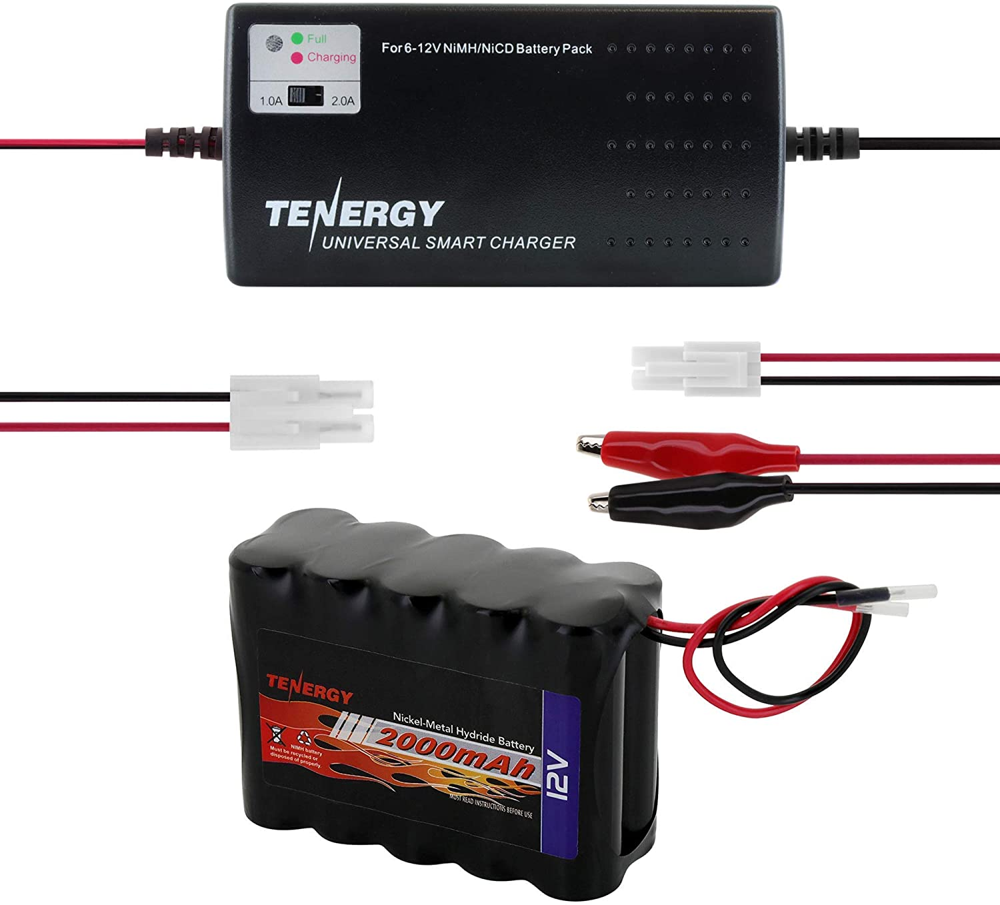 Full
Charging
1.0A 2.0A
For 6-12V NiMH/NiCD Battery Pack
TENERGY
UNIVERSAL SMART CHARGER
TENERGY
Nickel-Metal Hydride Battery
2000mAh
12V
NIMH battery
Must be recycled or
disposed of properly.
MUST READ INSTRUCTIONS BEFORE USE